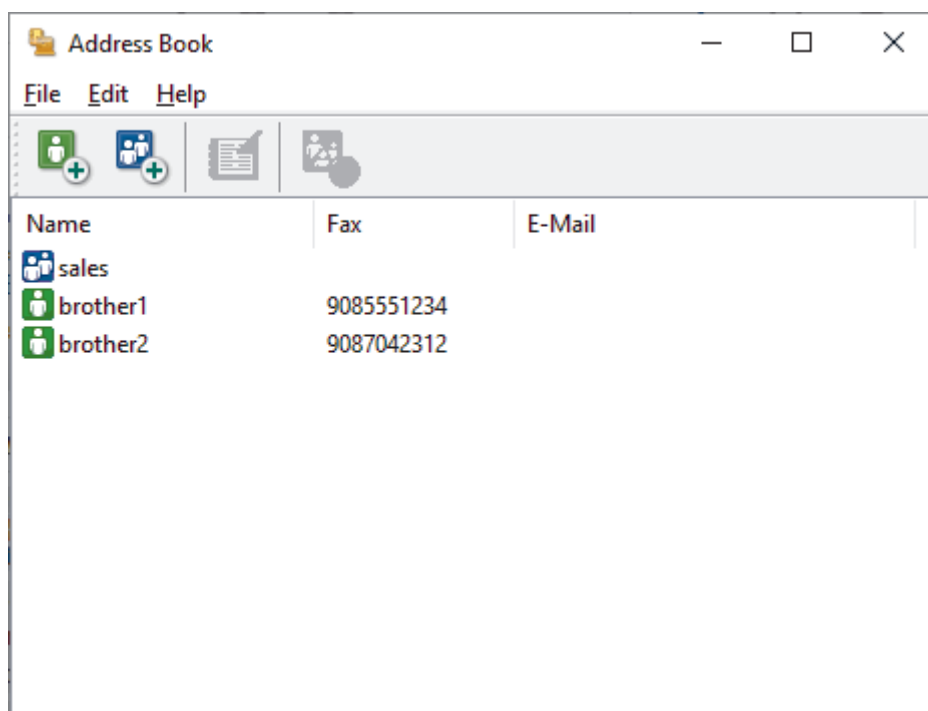 Address Book
File Edit Help
Name Fax E-Mail
sales
brother1 9085551234
brother2 9087042312